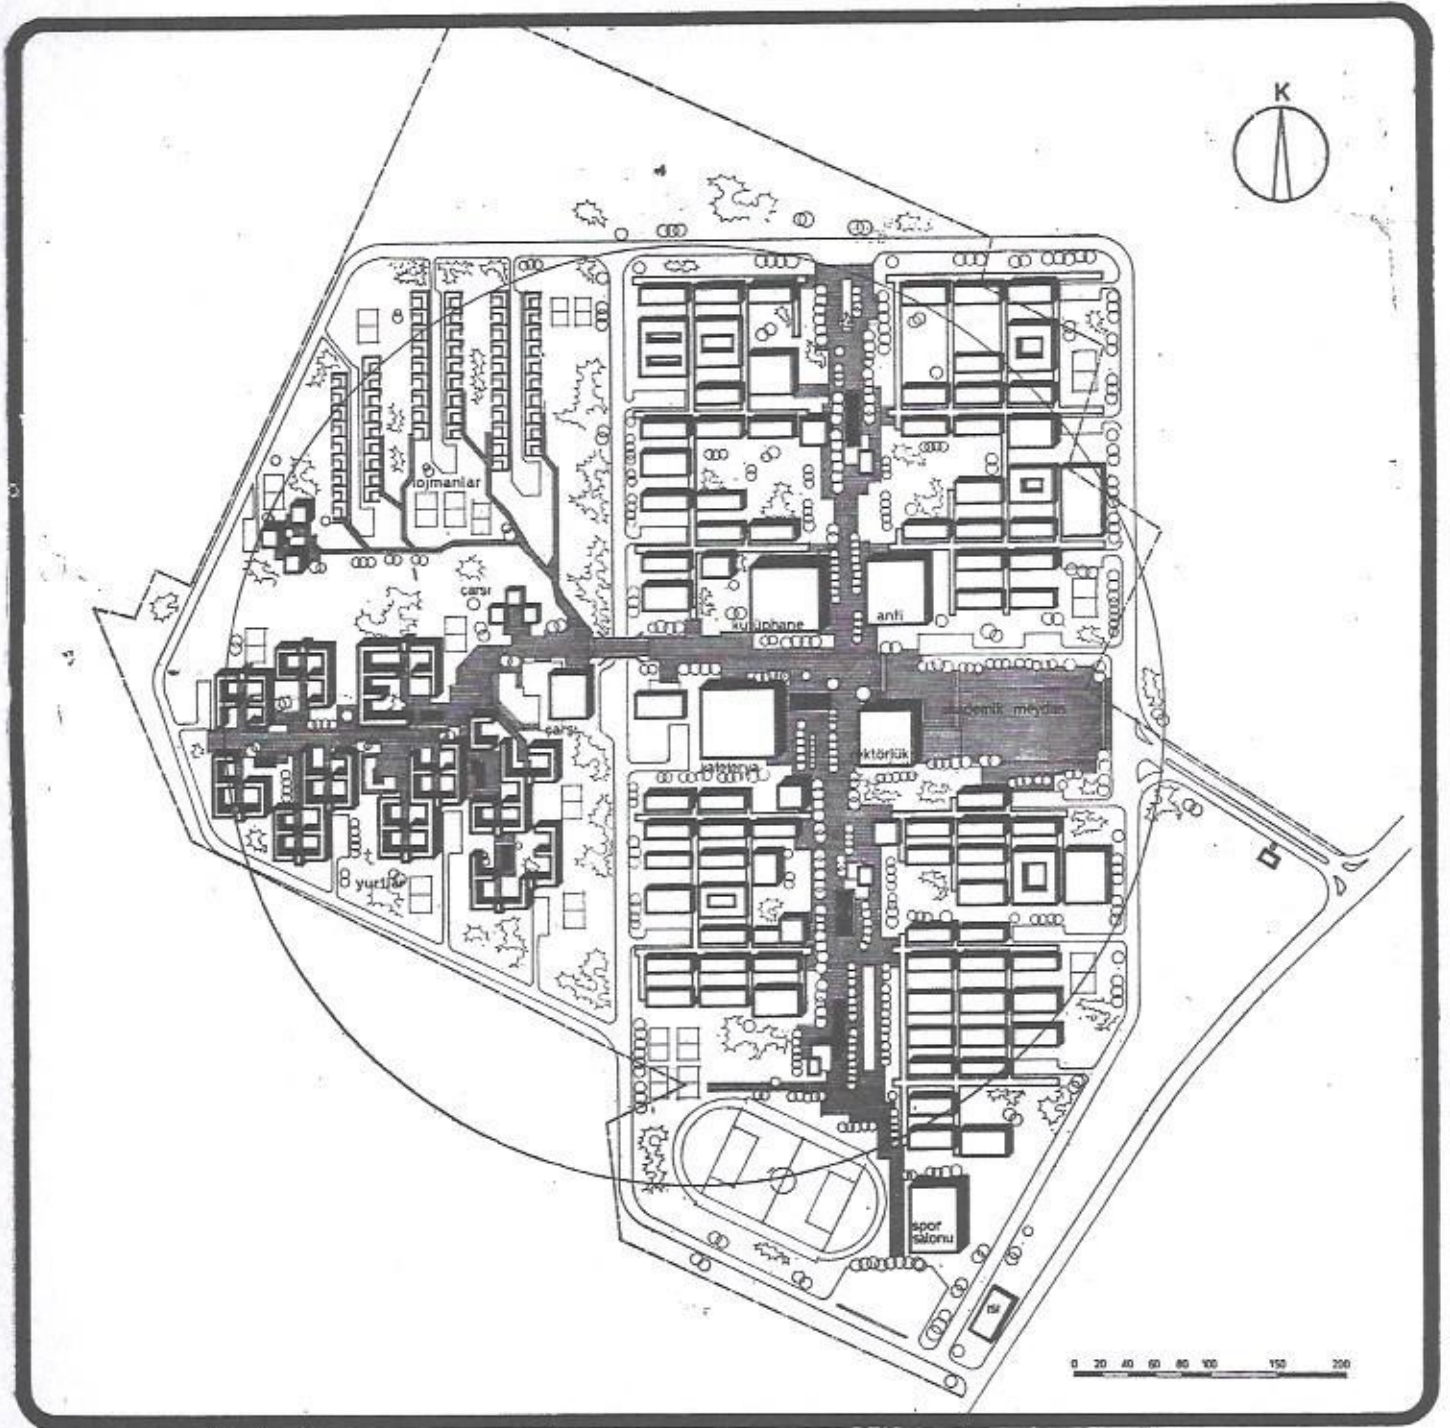 K
lojmanlar
çarşı
kütüphane
anfi
akademik meydan
çarşı
rektörlük
kafeterya
yurtlar
spor
salonu
ısı
0 20 40 60 80 100 150 200